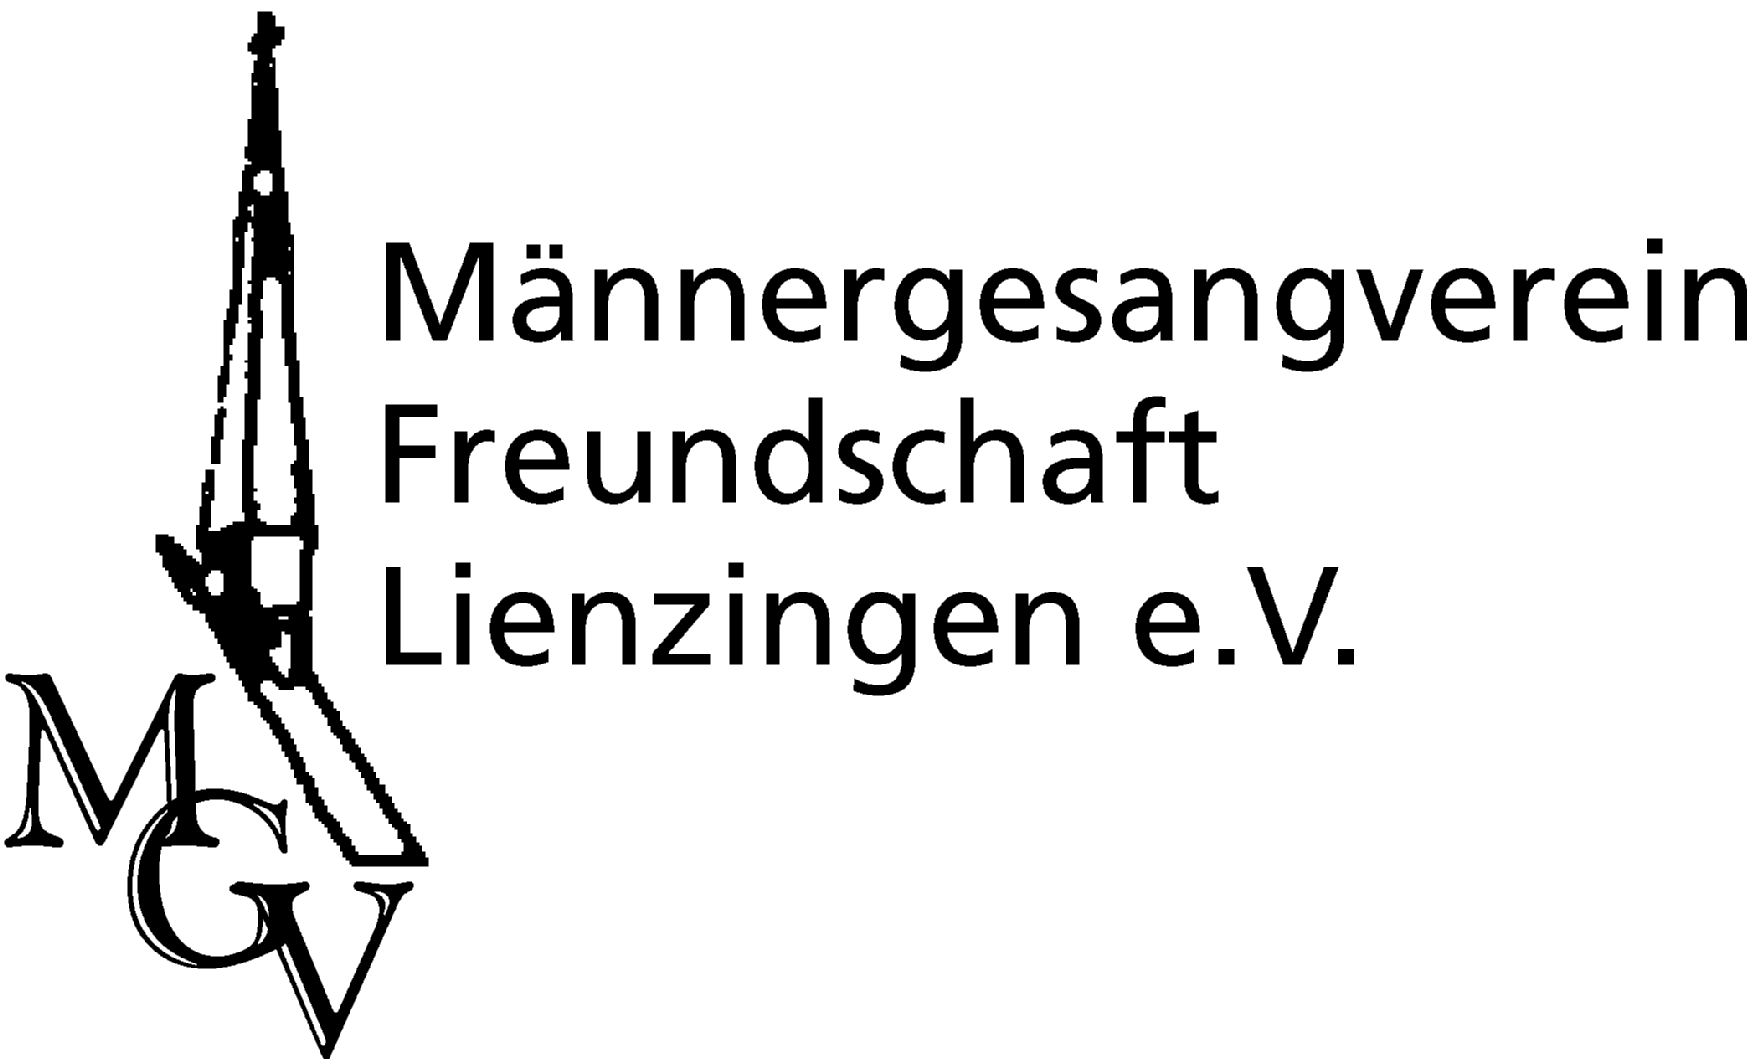 Männergesangverein
Freundschaft
Lienzingen e.V.
MGV